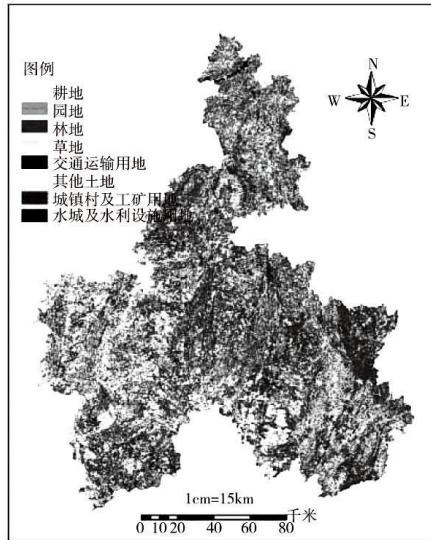 图例
耕地
园地
林地
草地
交通运输用地
其他土地
城镇村及工矿用地
水城及水利设施用地
N
W E
S
1cm=15km
千米
0 10 20 40 60 80